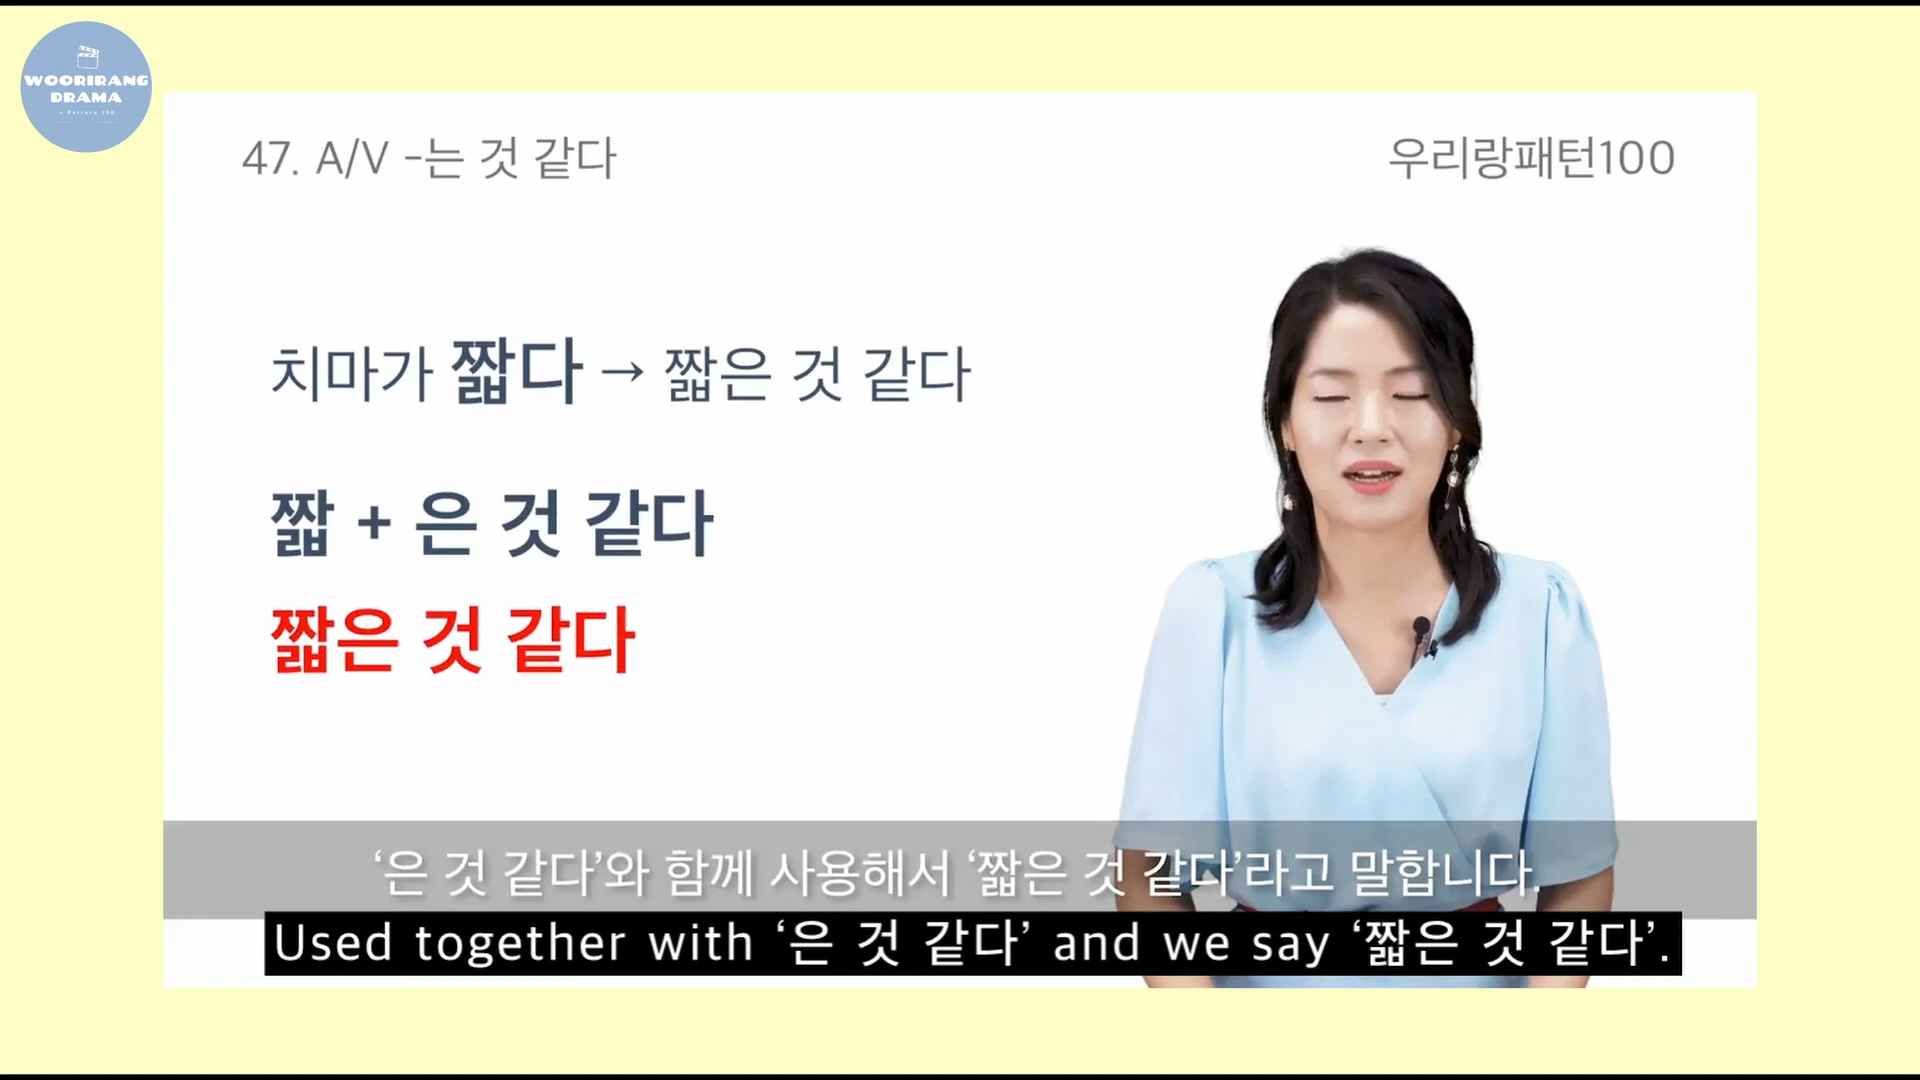 WOORIRANG
DRAMA
47. A/V -는 것 같다
우리랑패턴100
치마가 짧다 → 짧은 것 같다
짧 + 은 것 같다
짧은 것 같다
‘은 것 같다’와 함께 사용해서 ‘짧은 것 같다’라고 말합니다.
Used together with ‘은 것 같다’ and we say ‘짧은 것 같다’.